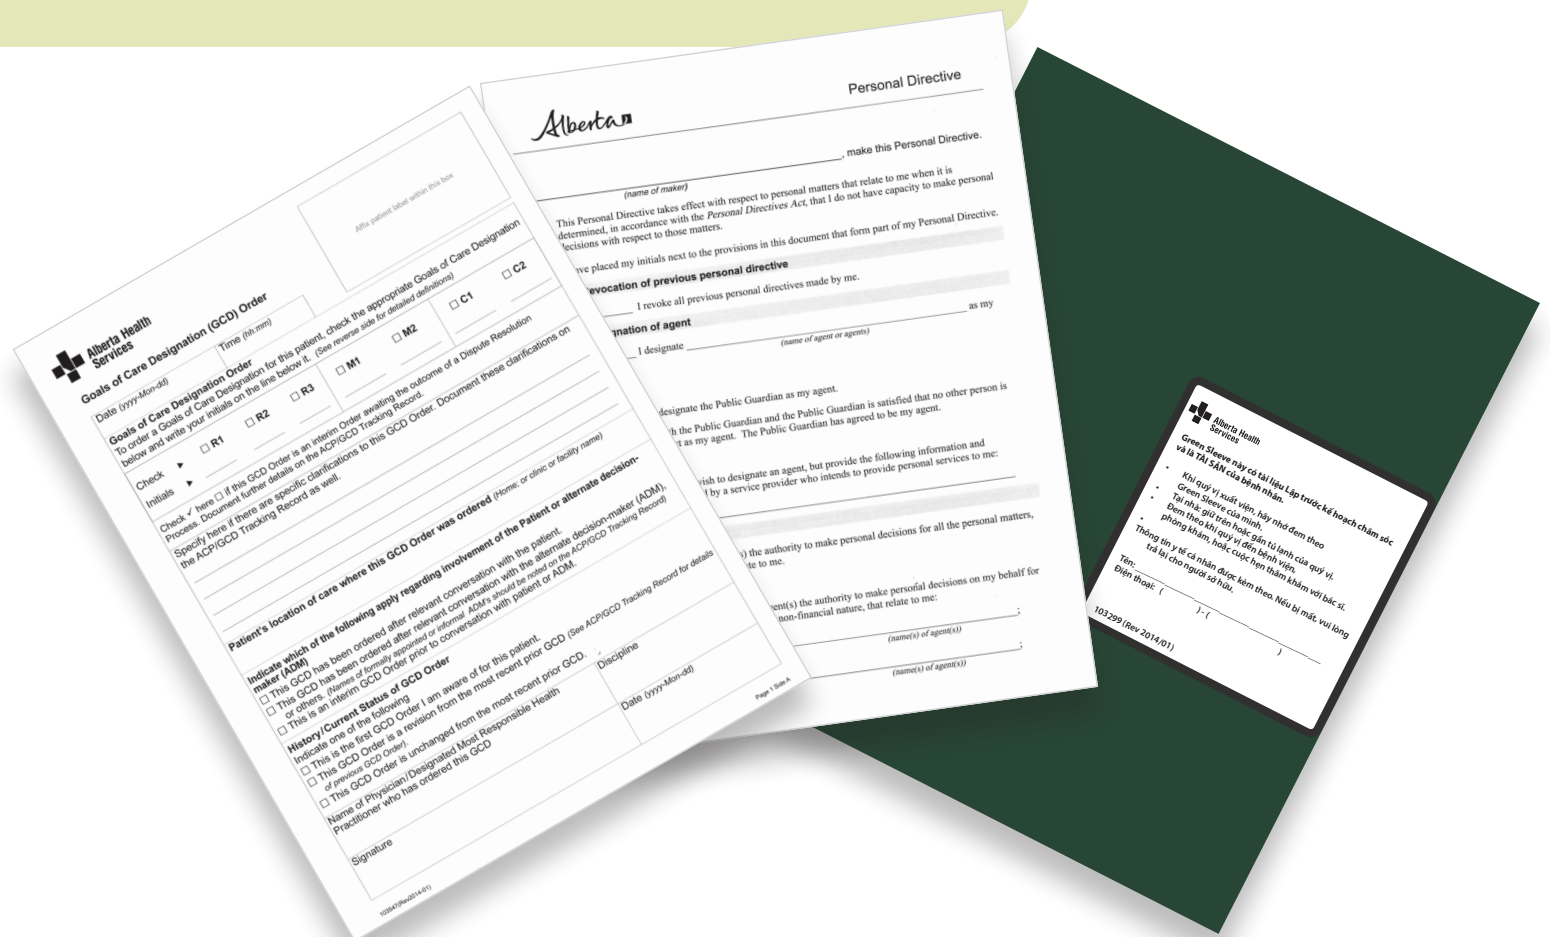 Alberta Health
Services
Affix patient label within this box
Goals of Care Designation (GCD) Order
Date (yyyy-Mon-dd)
Time (hh:mm)
Goals of Care Designation Order
To order a Goals of Care Designation for this patient, check the appropriate Goals of Care Designation
below and write your initials on the line below it. (See reverse side for detailed definitions)
Check ► ☐ R1 ☐ R2 ☐ R3 ☐ M1 ☐ M2 ☐ C1 ☐ C2
Initials ►
Check ✓ here ☐ if this GCD Order is an interim Order awaiting the outcome of a Dispute Resolution
Process. Document further details on the ACP/GCD Tracking Record.
Specify here if there are specific clarifications to this GCD Order. Document these clarifications on
the ACP/GCD Tracking Record as well.
Patient's location of care where this GCD Order was ordered (Home; or clinic or facility name)
Indicate which of the following apply regarding involvement of the Patient or alternate decision-
maker (ADM)
☐ This GCD has been ordered after relevant conversation with the patient.
☐ This GCD has been ordered after relevant conversation with the alternate decision-maker (ADM),
or others. (Names of formally appointed or informal ADM's should be noted on the ACP/GCD Tracking Record)
☐ This is an interim GCD Order prior to conversation with patient or ADM.
History/Current Status of GCD Order
Indicate one of the following
☐ This is the first GCD Order I am aware of for this patient.
☐ This GCD Order is a revision from the most recent prior GCD (See ACP/GCD Tracking Record for details
of previous GCD Order).
☐ This GCD Order is unchanged from the most recent prior GCD.
Name of Physician/Designated Most Responsible Health
Practitioner who has ordered this GCD
Discipline
Signature
Date (yyyy-Mon-dd)
103547(Rev2014-01)
Page 1 Side A
Alberta
Personal Directive
, make this Personal Directive.
(name of maker)
This Personal Directive takes effect with respect to personal matters that relate to me when it is
determined, in accordance with the Personal Directives Act, that I do not have capacity to make personal
decisions with respect to those matters.
ve placed my initials next to the provisions in this document that form part of my Personal Directive.
evocation of previous personal directive
I revoke all previous personal directives made by me.
gnation of agent
I designate as my
(name of agent or agents)
designate the Public Guardian as my agent.
h the Public Guardian and the Public Guardian is satisfied that no other person is
ct as my agent. The Public Guardian has agreed to be my agent.
ish to designate an agent, but provide the following information and
l by a service provider who intends to provide personal services to me:
) the authority to make personal decisions for all the personal matters,
te to me.
ent(s) the authority to make personal decisions on my behalf for
non-financial nature, that relate to me:
;
(name(s) of agent(s))
;
(name(s) of agent(s))
Alberta Health
Services
Green Sleeve này có tài liệu Lập trước kế hoạch chăm sóc
và là TÀI SẢN của bệnh nhân.
• Khi quý vị xuất viện, hãy nhớ đem theo
Green Sleeve của mình.
• Tại nhà: giữ trên hoặc gần tủ lạnh của quý vị.
• Đem theo khi quý vị đến bệnh viện,
phòng khám, hoặc cuộc hẹn thăm khám với bác sĩ.
• Thông tin y tế cá nhân được kèm theo. Nếu bị mất, vui lòng
trả lại cho người sở hữu.
Tên:
Điện thoại: ( ) - ( )
103299 (Rev 2014/01)